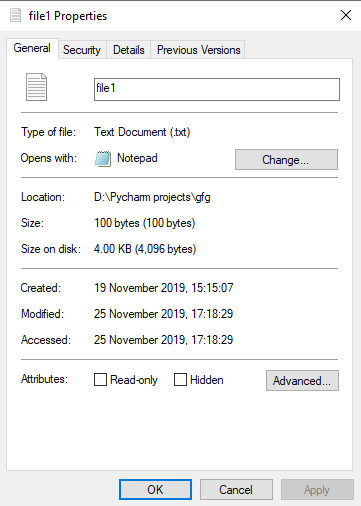 file1 Properties
General Security Details Previous Versions
file1
Type of file: Text Document (.txt)
Opens with: Notepad Change...
Location: D:\Pycharm projects\gfg
Size: 100 bytes (100 bytes)
Size on disk: 4.00 KB (4,096 bytes)
Created: 19 November 2019, 15:15:07
Modified: 25 November 2019, 17:18:29
Accessed: 25 November 2019, 17:18:29
Attributes: Read-only Hidden Advanced...
OK Cancel Apply